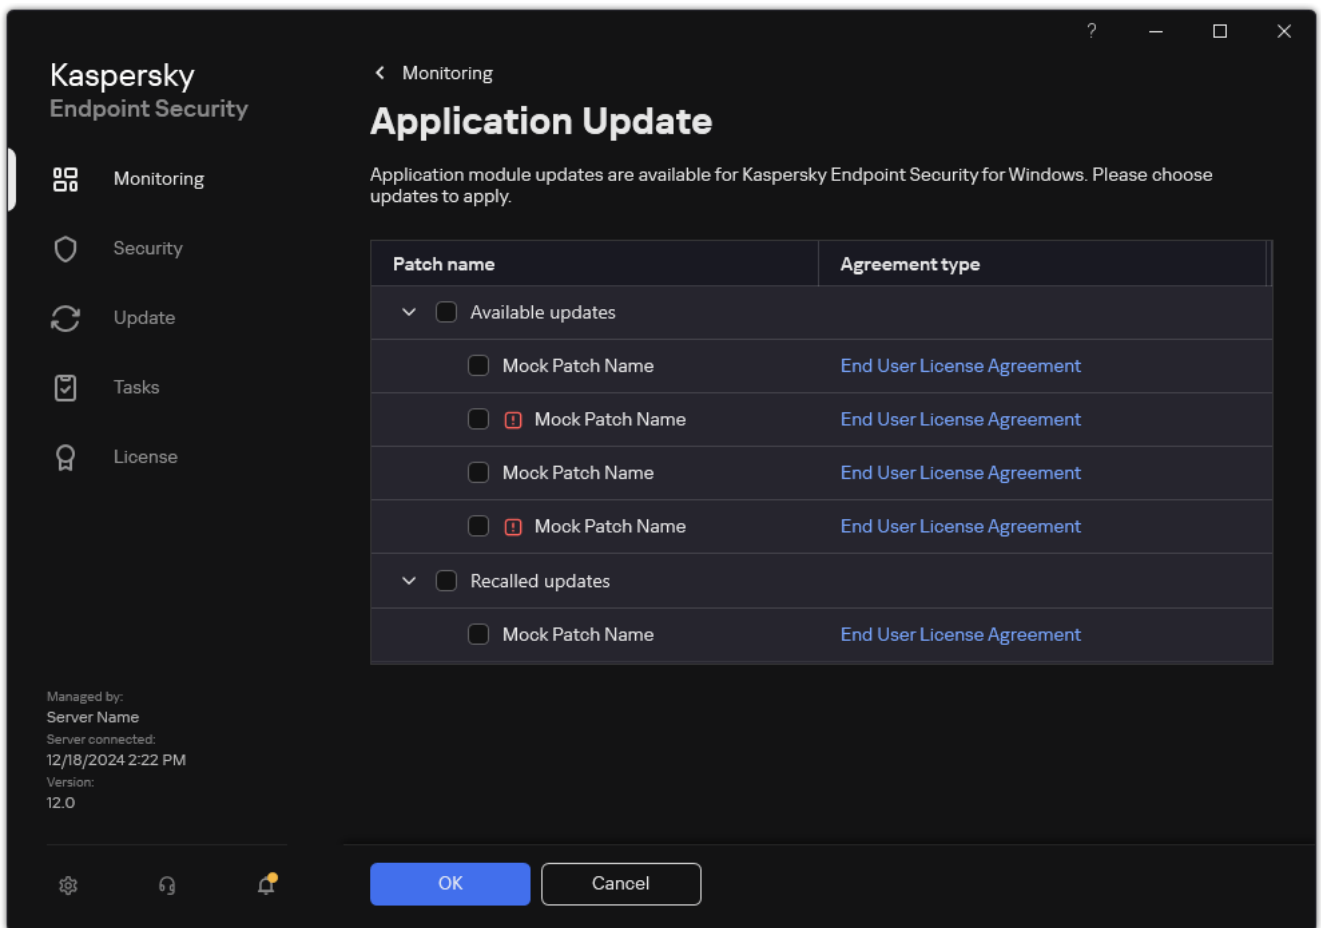 ?
Kaspersky
Endpoint Security
Monitoring
Security
Update
Tasks
License
Managed by:
Server Name
Server connected:
12/18/2024 2:22 PM
Version:
12.0
Monitoring
Application Update
Application module updates are available for Kaspersky Endpoint Security for Windows. Please choose
updates to apply.
Patch name Agreement type
Available updates
Mock Patch Name End User License Agreement
Mock Patch Name End User License Agreement
Mock Patch Name End User License Agreement
Mock Patch Name End User License Agreement
Recalled updates
Mock Patch Name End User License Agreement
OK Cancel